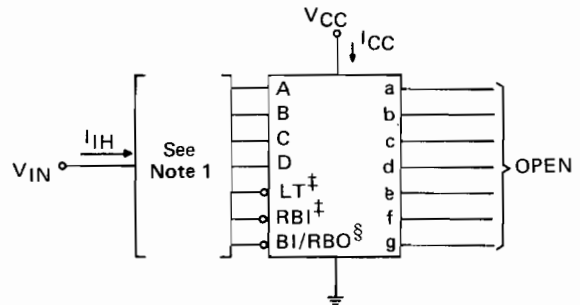 VCC
ICC
IIH
VIN
See
Note 1
A
B
C
D
LT‡
RBI‡
BI/RBO§
a
b
c
d
e
f
g
OPEN